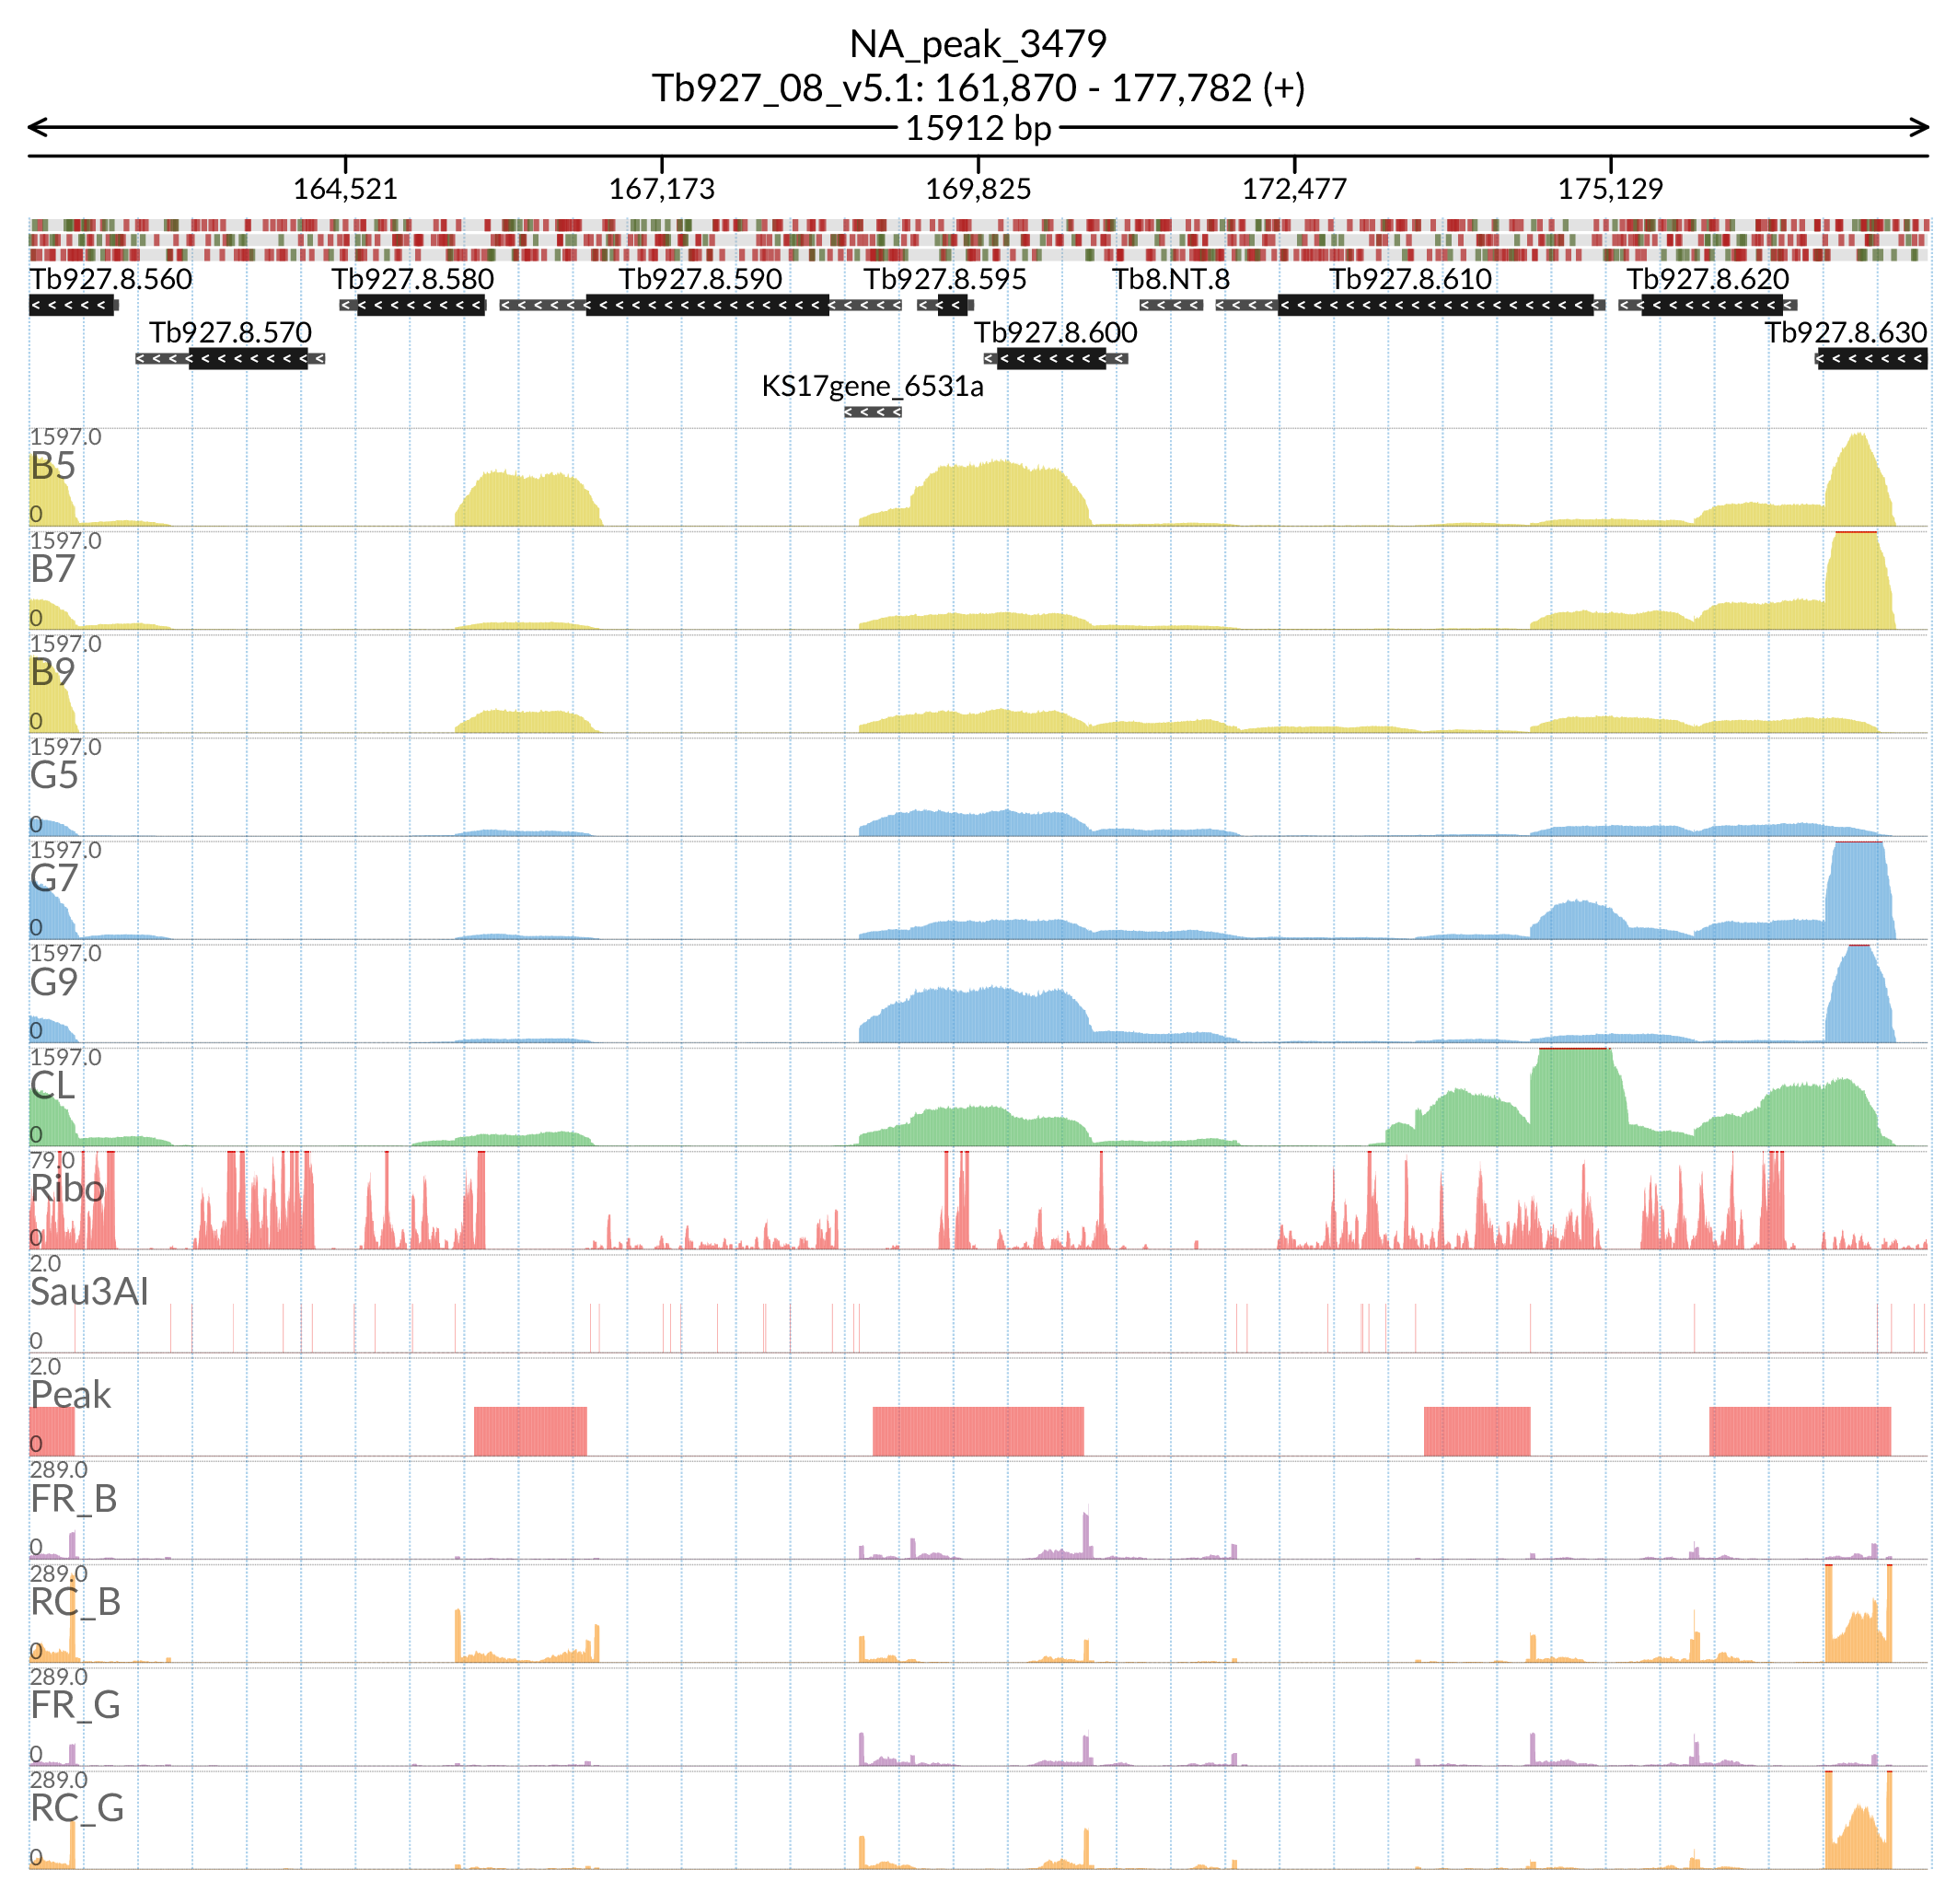 NA_peak_3479
Tb927_08_v5.1: 161,870 - 177,782 (+)
15912 bp
164,521 167,173 169,825 172,477 175,129
Tb927.8.560 Tb927.8.580 Tb927.8.590 Tb927.8.595 Tb8.NT.8 Tb927.8.610 Tb927.8.620
Tb927.8.570 Tb927.8.600 Tb927.8.630
KS17gene_6531a
1597.0
B5
0
1597.0
B7
0
1597.0
B9
0
1597.0
G5
0
1597.0
G7
0
1597.0
G9
0
1597.0
CL
0
79.0
Ribo
0
2.0
Sau3AI
0
2.0
Peak
0
289.0
FR_B
0
289.0
RC_B
0
289.0
FR_G
0
289.0
RC_G
0